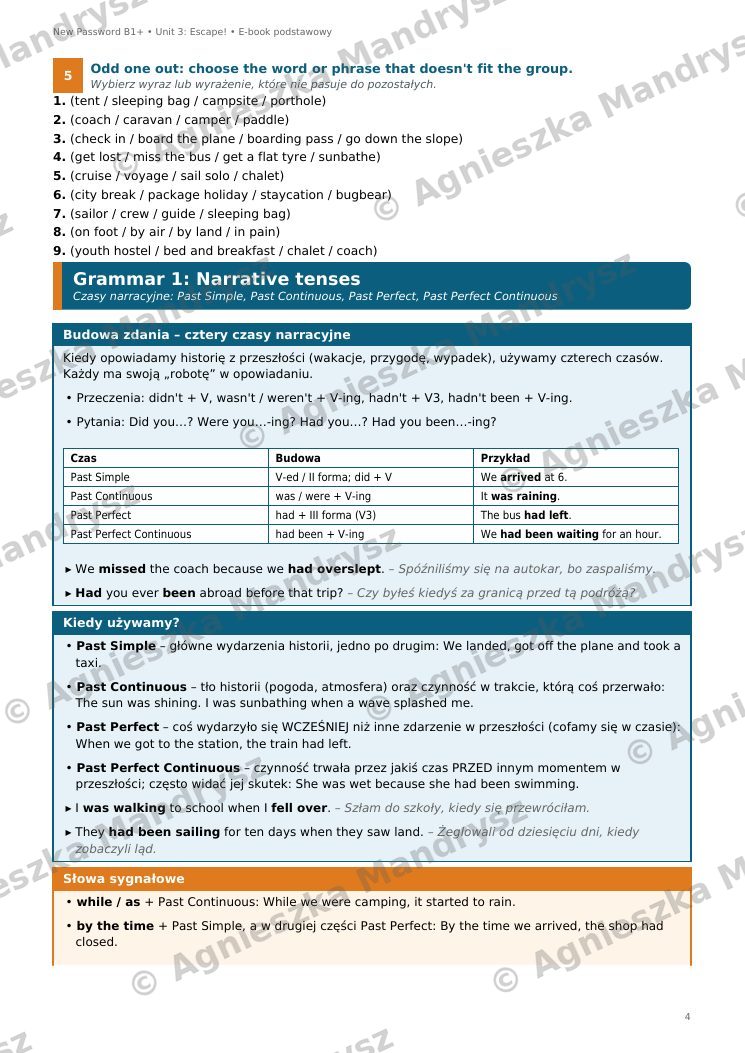 New Password B1+ • Unit 3: Escape! • E-book podstawowy
5 Odd one out: choose the word or phrase that doesn't fit the group.
Wybierz wyraz lub wyrażenie, które nie pasuje do pozostałych.
1. (tent / sleeping bag / campsite / porthole)
2. (coach / caravan / camper / paddle)
3. (check in / board the plane / boarding pass / go down the slope)
4. (get lost / miss the bus / get a flat tyre / sunbathe)
5. (cruise / voyage / sail solo / chalet)
6. (city break / package holiday / staycation / bugbear)
7. (sailor / crew / guide / sleeping bag)
8. (on foot / by air / by land / in pain)
9. (youth hostel / bed and breakfast / chalet / coach)
Grammar 1: Narrative tenses
Czasy narracyjne: Past Simple, Past Continuous, Past Perfect, Past Perfect Continuous
Budowa zdania – cztery czasy narracyjne
Kiedy opowiadamy historię z przeszłości (wakacje, przygodę, wypadek), używamy czterech czasów.
Każdy ma swoją „robotę” w opowiadaniu.
• Przeczenia: didn't + V, wasn't / weren't + V-ing, hadn't + V3, hadn't been + V-ing.
• Pytania: Did you…? Were you…-ing? Had you…? Had you been…-ing?
Czas Budowa Przykład
Past Simple V-ed / II forma; did + V We arrived at 6.
Past Continuous was / were + V-ing It was raining.
Past Perfect had + III forma (V3) The bus had left.
Past Perfect Continuous had been + V-ing We had been waiting for an hour.
▸ We missed the coach because we had overslept. – Spóźniliśmy się na autokar, bo zaspaliśmy.
▸ Had you ever been abroad before that trip? – Czy byłeś kiedyś za granicą przed tą podróżą?
Kiedy używamy?
• Past Simple – główne wydarzenia historii, jedno po drugim: We landed, got off the plane and took a
taxi.
• Past Continuous – tło historii (pogoda, atmosfera) oraz czynność w trakcie, którą coś przerwało:
The sun was shining. I was sunbathing when a wave splashed me.
• Past Perfect – coś wydarzyło się WCZEŚNIEJ niż inne zdarzenie w przeszłości (cofamy się w czasie):
When we got to the station, the train had left.
• Past Perfect Continuous – czynność trwała przez jakiś czas PRZED innym momentem w
przeszłości; często widać jej skutek: She was wet because she had been swimming.
▸ I was walking to school when I fell over. – Szłam do szkoły, kiedy się przewróciłam.
▸ They had been sailing for ten days when they saw land. – Żeglowali od dziesięciu dni, kiedy
zobaczyli ląd.
Słowa sygnałowe
• while / as + Past Continuous: While we were camping, it started to rain.
• by the time + Past Simple, a w drugiej części Past Perfect: By the time we arrived, the shop had
closed.
4
© Agnieszka Mandrysz